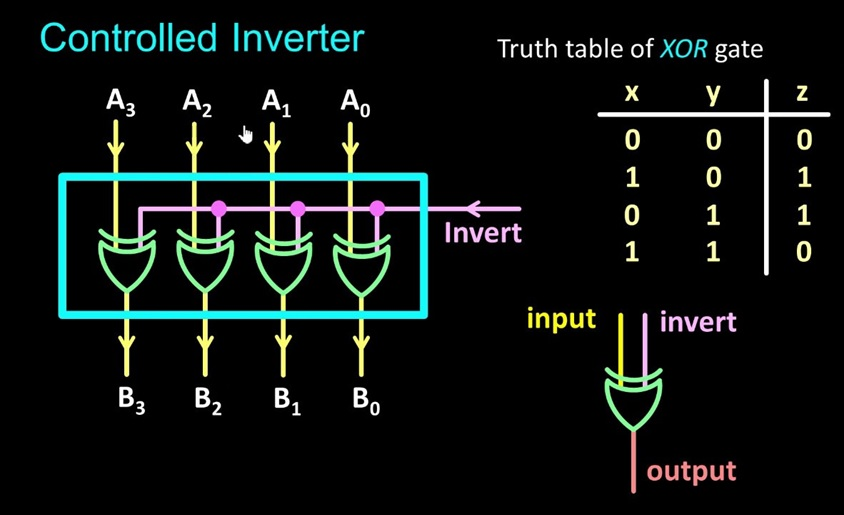 Controlled Inverter
Truth table of XOR gate
A₃ A₂ A₁ A₀
Invert
B₃ B₂ B₁ B₀
x y z
0 0 0
1 0 1
0 1 1
1 1 0
input invert
output